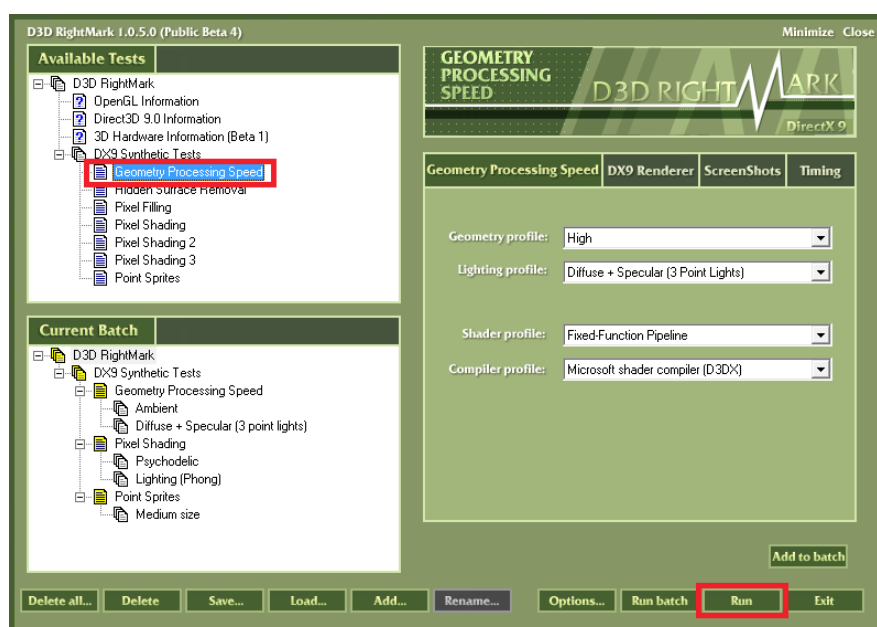 D3D RightMark 1.0.5.0 (Public Beta 4)
Minimize Close
Available Tests
D3D RightMark
OpenGL Information
Direct3D 9.0 Information
3D Hardware Information (Beta 1)
DX9 Synthetic Tests
Geometry Processing Speed
Hidden Surface Removal
Pixel Filling
Pixel Shading
Pixel Shading 2
Pixel Shading 3
Point Sprites
Current Batch
D3D RightMark
DX9 Synthetic Tests
Geometry Processing Speed
Ambient
Diffuse + Specular (3 point lights)
Pixel Shading
Psychodelic
Lighting (Phong)
Point Sprites
Medium size
GEOMETRY
PROCESSING
SPEED
D3D RIGHTMARK
DirectX 9
Geometry Processing Speed DX9 Renderer ScreenShots Timing
Geometry profile: High
Lighting profile: Diffuse + Specular (3 Point Lights)
Shader profile: Fixed-Function Pipeline
Compiler profile: Microsoft shader compiler (D3DX)
Add to batch
Delete all... Delete Save... Load... Add... Rename... Options... Run batch Run Exit